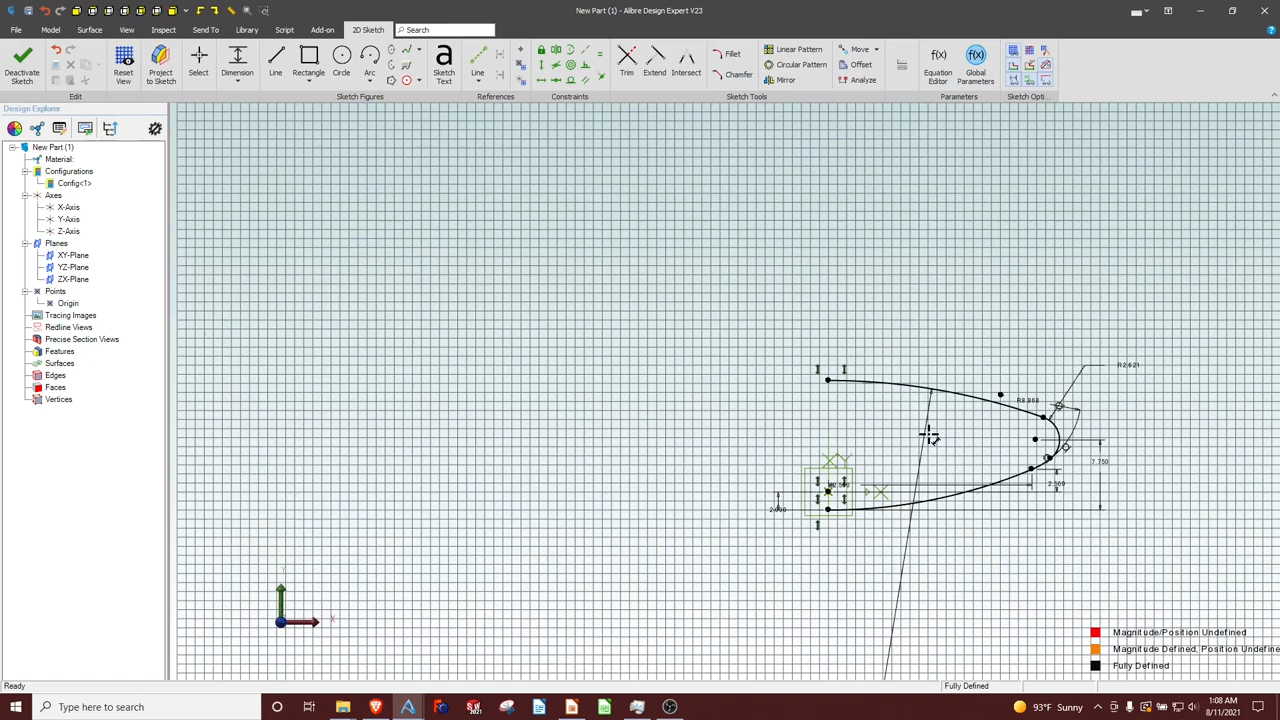 New Part (1) - Alibre Design Expert V23
File Model Surface Sheet Metal View Inspect Send To Library Script Add-on 2D Sketch Search
Deactivate Sketch
Reset View
Project to Sketch
Select
Dimension
Line
Rectangle
Circle
Arc
Sketch Text
Line
Trim
Extend
Intersect
Fillet
Chamfer
Linear Pattern
Circular Pattern
Mirror
Move
Offset
Analyze
f(x)
Equation Editor
f(x)
Global Parameters
Edit
Sketch Figures
References
Constraints
Sketch Tools
Parameters
Sketch Opti...
Design Explorer
New Part (1)
Material:
Configurations
Config<1>
Axes
X-Axis
Y-Axis
Z-Axis
Planes
XY-Plane
YZ-Plane
ZX-Plane
Points
Origin
Tracing Images
Redline Views
Precise Section Views
Features
Surfaces
Edges
Faces
Vertices
R2.621
R8.868
7.750
2.500
2.000
X
Magnitude/Position Undefined
Magnitude Defined, Position Undefine
Fully Defined
Ready
Fully Defined
Type here to search
93°F Sunny
1:08 AM
8/11/2021